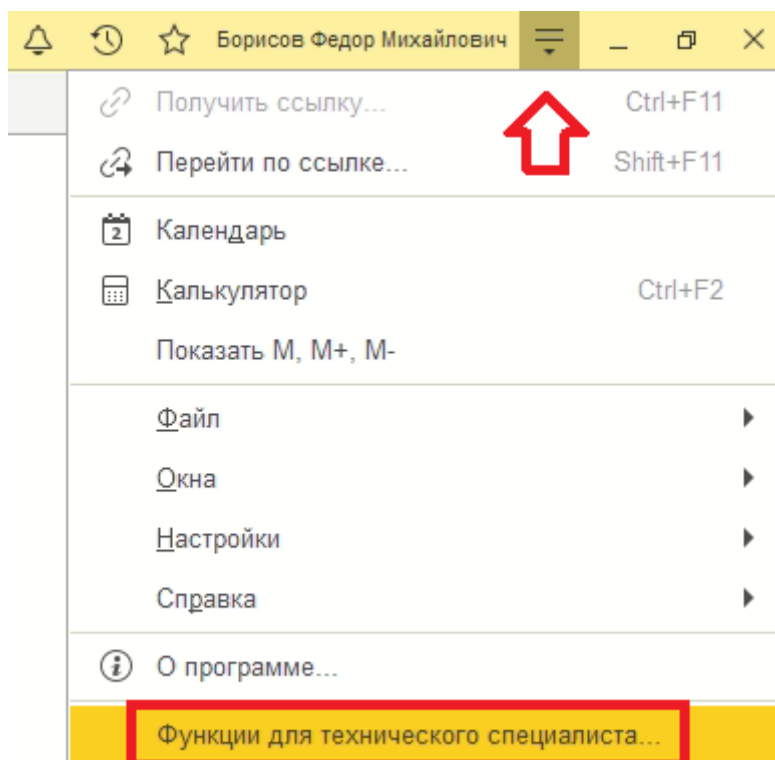 Борисов Федор Михайлович
Получить ссылку... Ctrl+F11
Перейти по ссылке... Shift+F11
2 Календарь
Калькулятор Ctrl+F2
Показать M, M+, M-
Файл
Окна
Настройки
Справка
О программе...
Функции для технического специалиста...